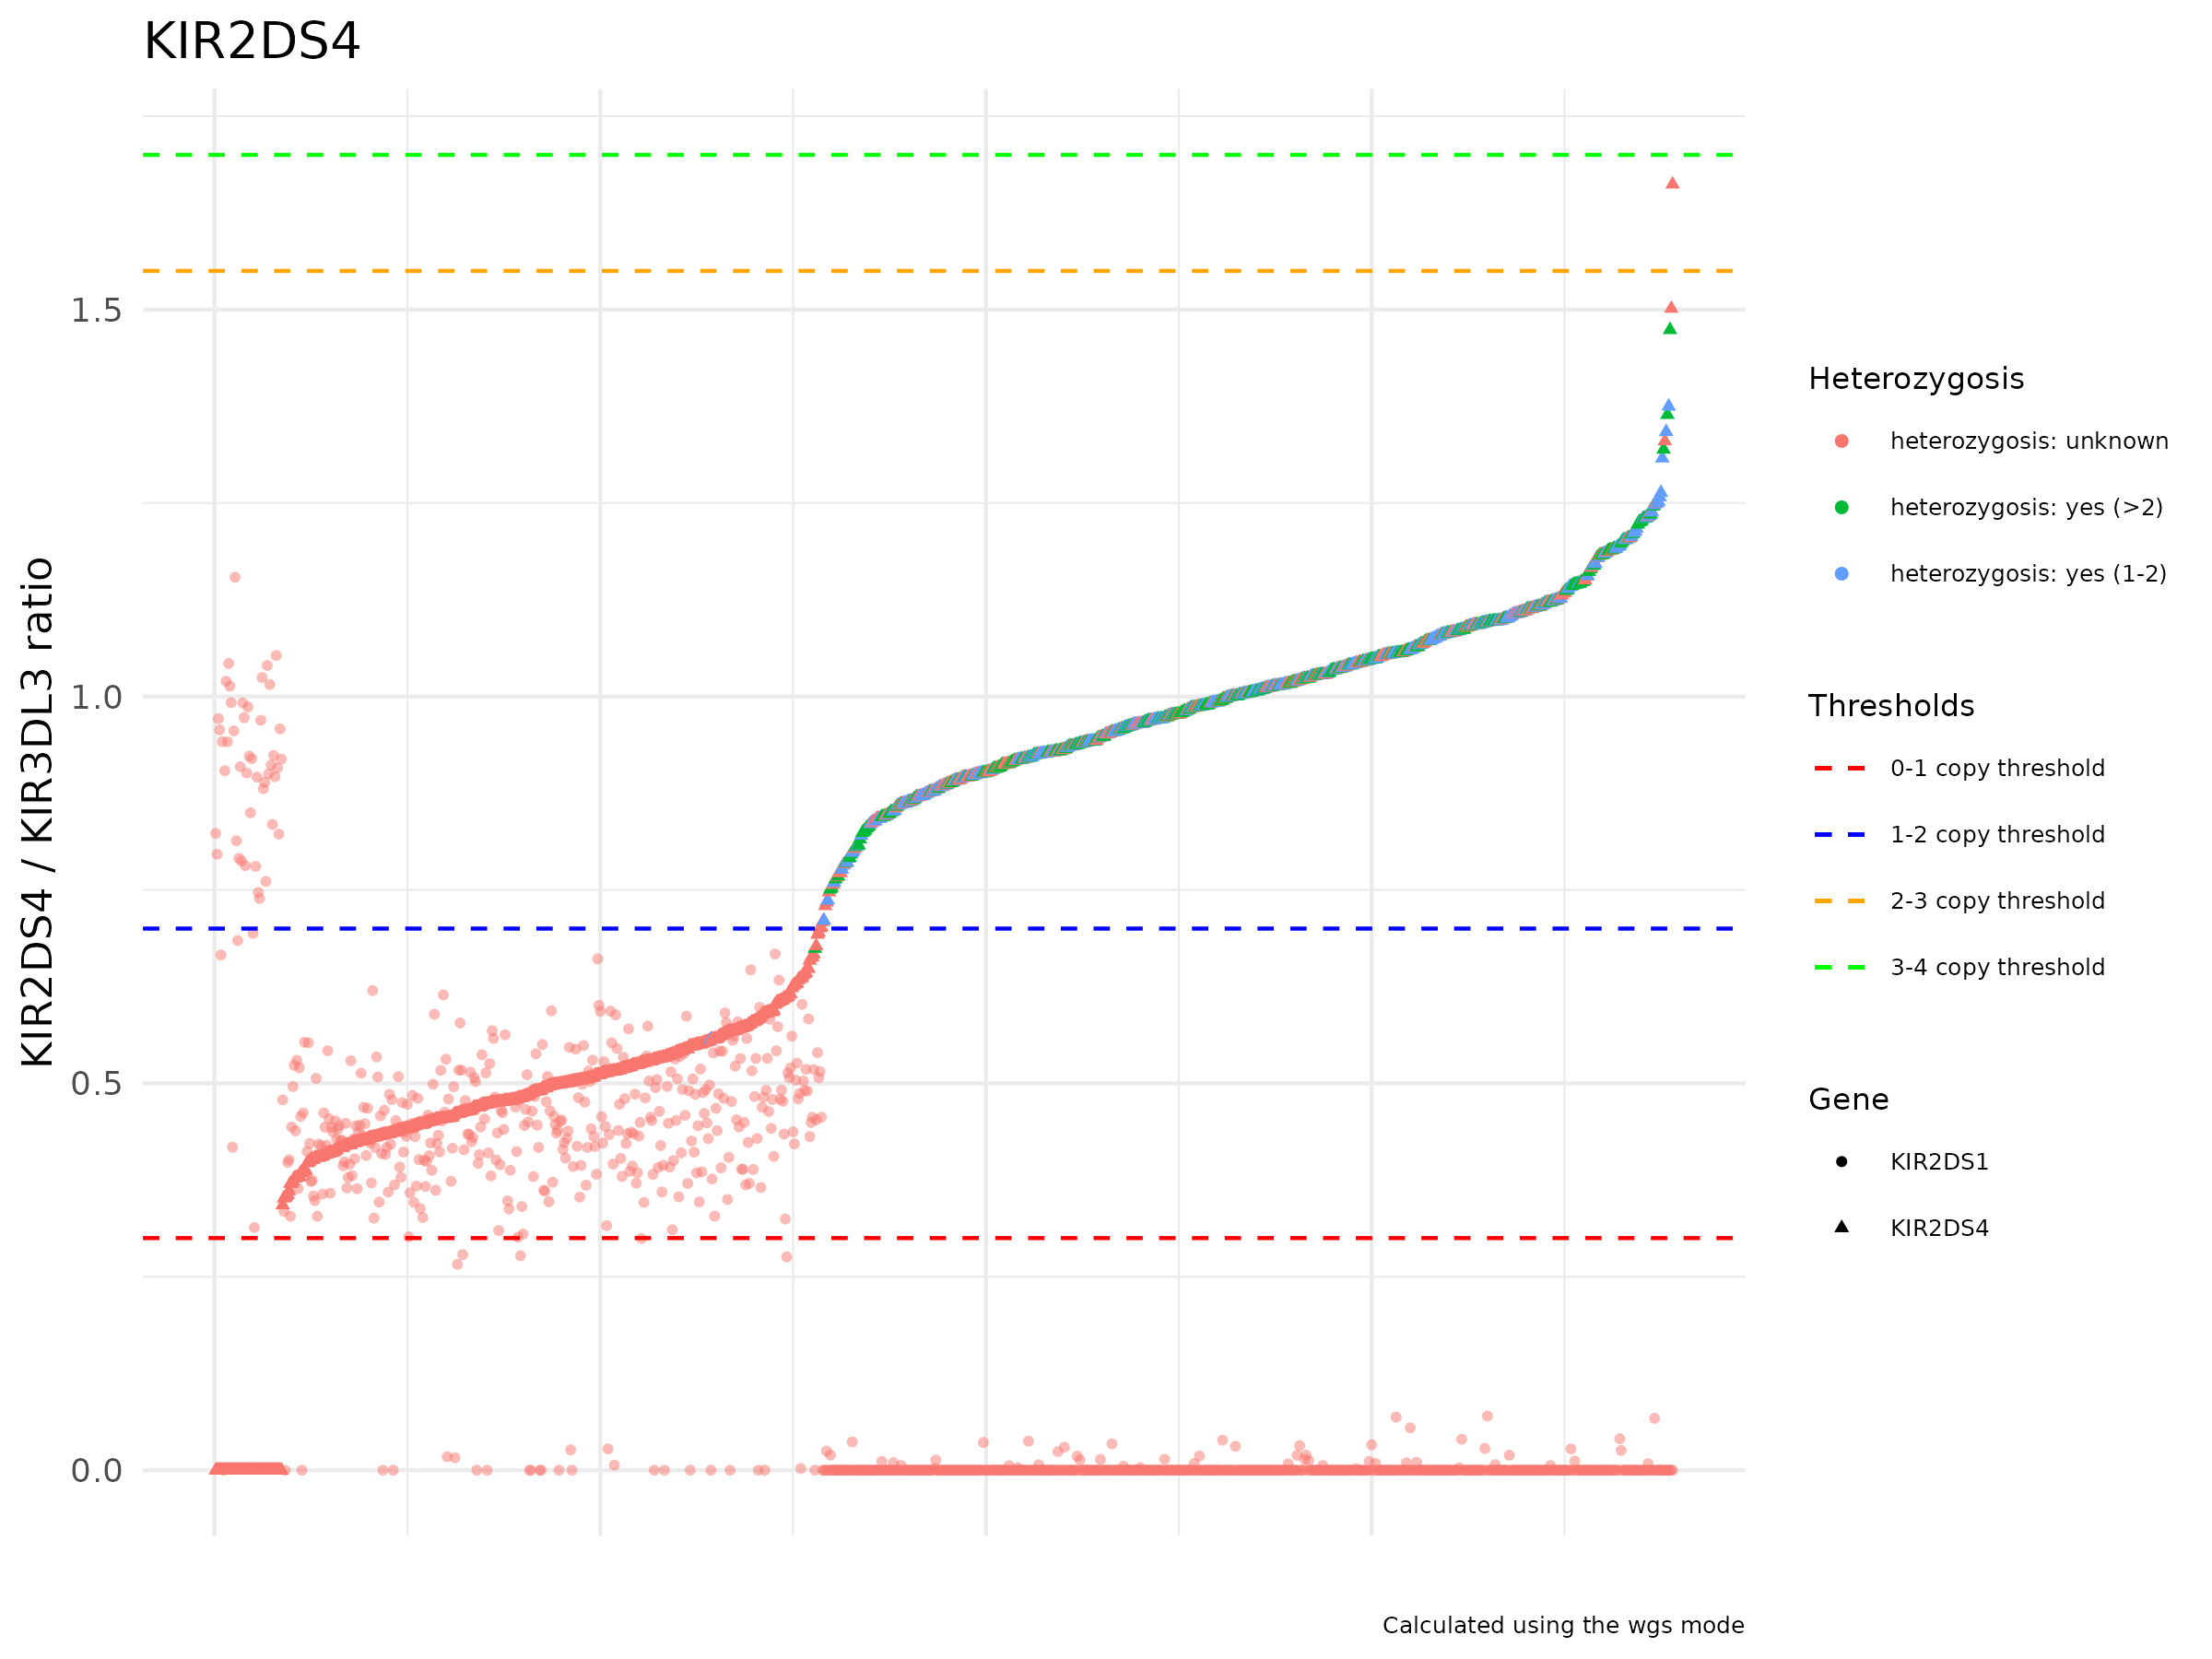 KIR2DS4
KIR2DS4 / KIR3DL3 ratio
1.5
1.0
0.5
0.0
Heterozygosis
heterozygosis: unknown
heterozygosis: yes (>2)
heterozygosis: yes (1-2)
Thresholds
0-1 copy threshold
1-2 copy threshold
2-3 copy threshold
3-4 copy threshold
Gene
KIR2DS1
KIR2DS4
Calculated using the wgs mode